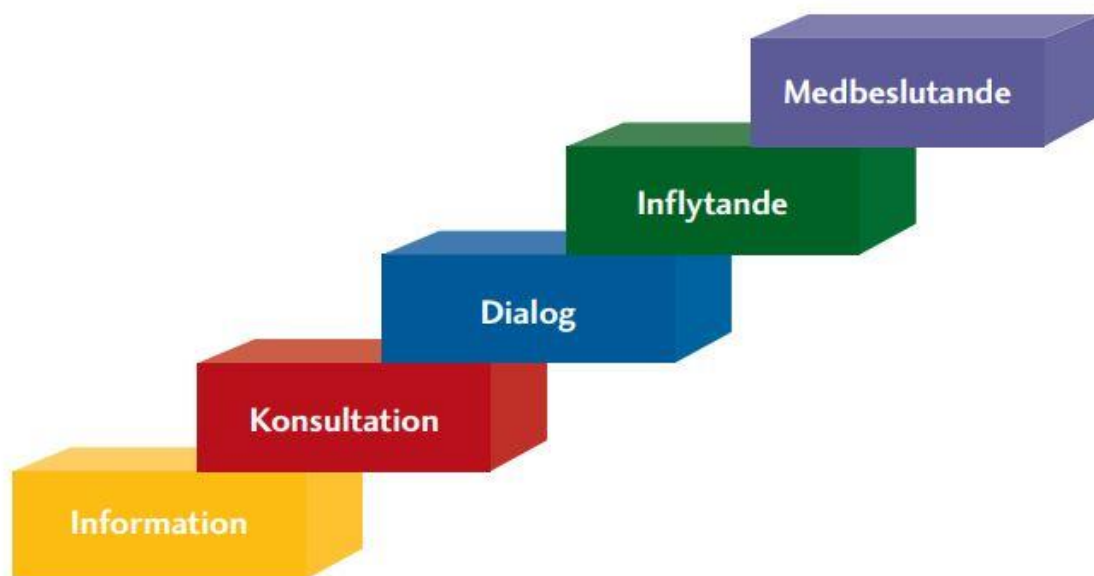 Medbeslutande
Inflytande
Dialog
Konsultation
Information